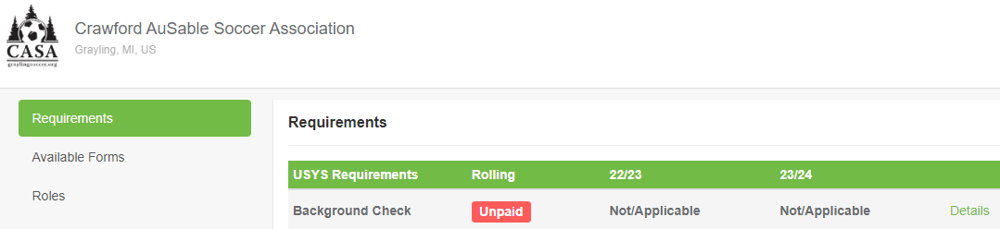 CASA
graylingsoccer.org
Crawford AuSable Soccer Association
Grayling, MI, US
Requirements
Available Forms
Roles
Requirements
USYS Requirements Rolling 22/23 23/24
Background Check Unpaid Not/Applicable Not/Applicable Details